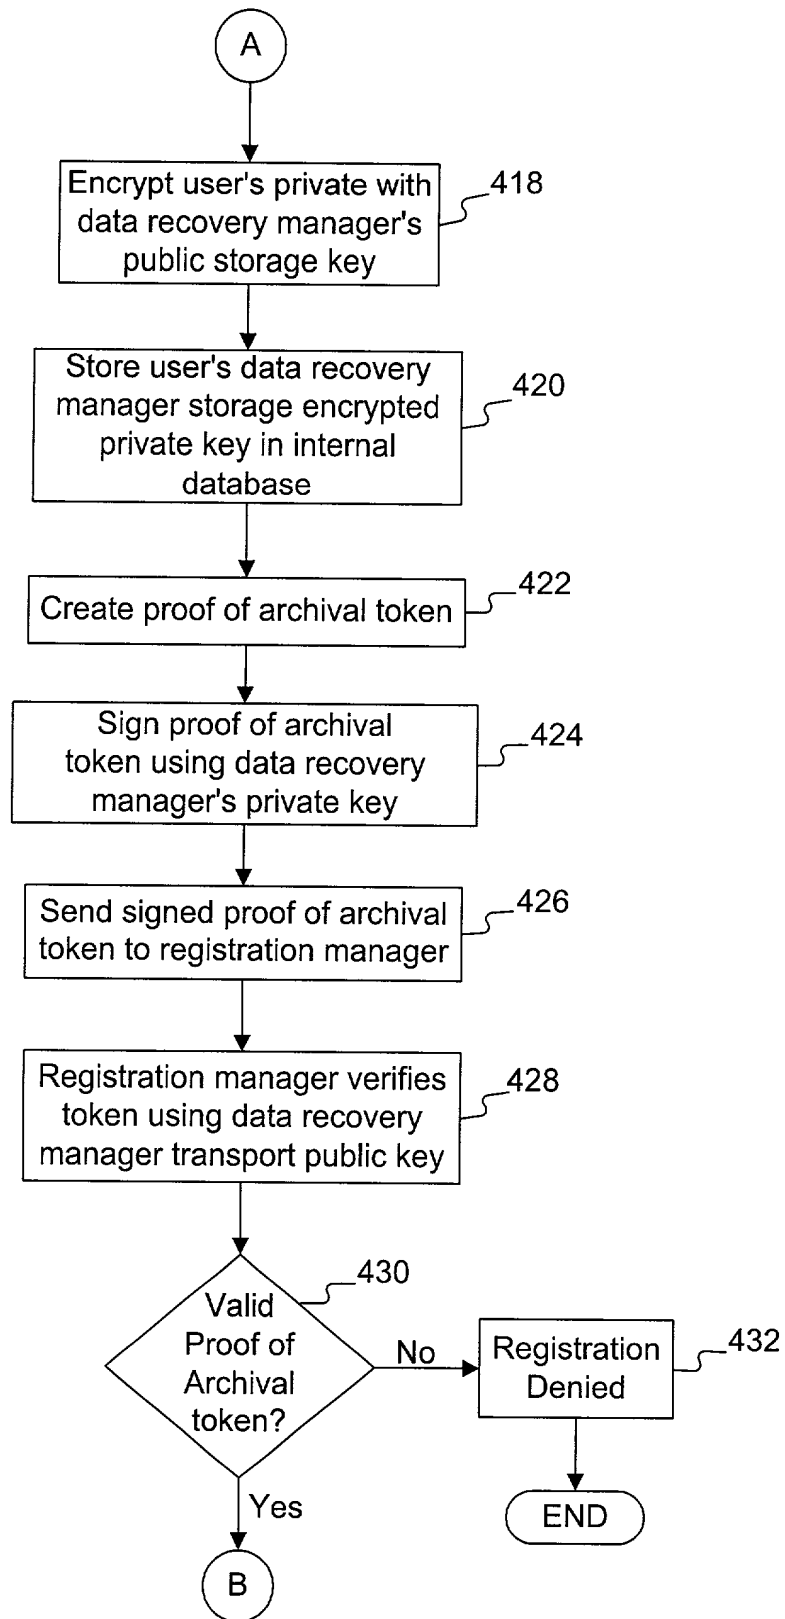 A
Encrypt user's private with
data recovery manager's
public storage key
418
Store user's data recovery
manager storage encrypted
private key in internal
database
420
Create proof of archival token
422
Sign proof of archival
token using data recovery
manager's private key
424
Send signed proof of archival
token to registration manager
426
Registration manager verifies
token using data recovery
manager transport public key
428
430
Valid
Proof of
Archival
token?
No
Registration
Denied
432
Yes
END
B